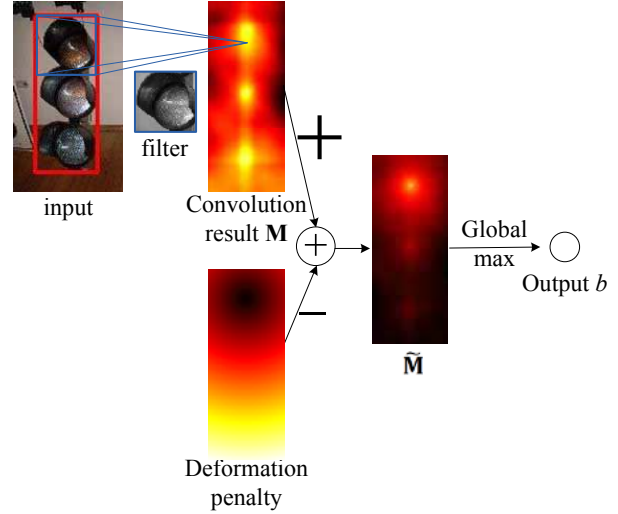 input
filter
Convolution
result M
+
+
−
Global
max
Output b
M̃
Deformation
penalty